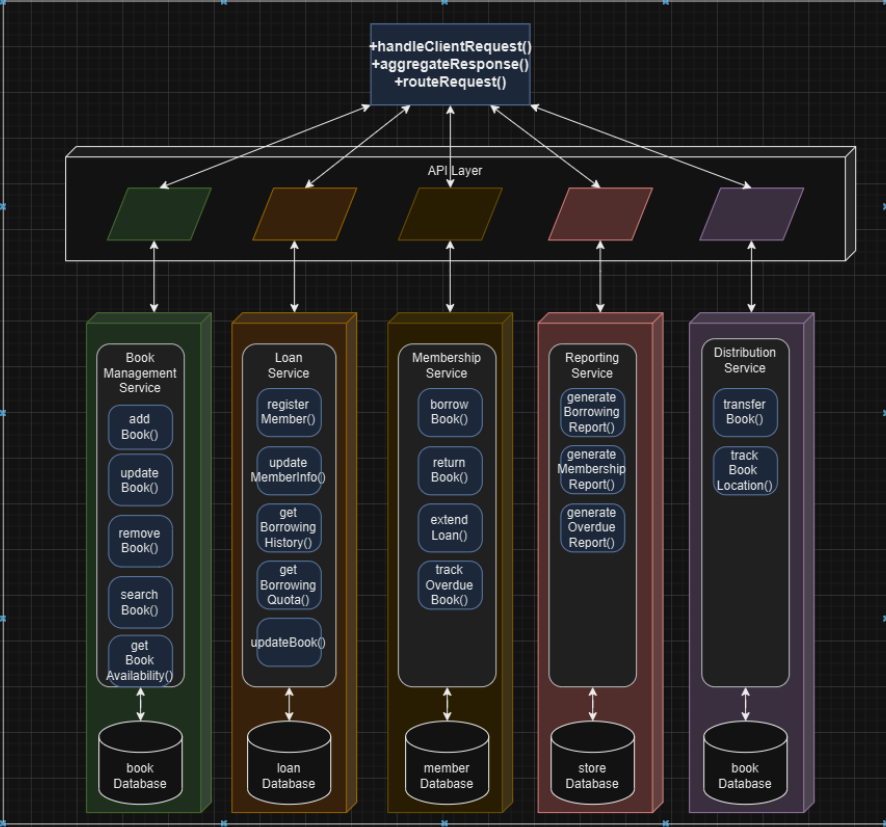 +handleClientRequest()
+aggregateResponse()
+routeRequest()
API Layer
Book
Management
Service
add
Book()
update
Book()
remove
Book()
search
Book()
get
Book
Availability()
book
Database
Loan
Service
register
Member()
update
MemberInfo()
get
Borrowing
History()
get
Borrowing
Quota()
updateBook()
loan
Database
Membership
Service
borrow
Book()
return
Book()
extend
Loan()
track
Overdue
Book()
member
Database
Reporting
Service
generate
Borrowing
Report()
generate
Membership
Report()
generate
Overdue
Report()
store
Database
Distribution
Service
transfer
Book()
track
Book
Location()
book
Database